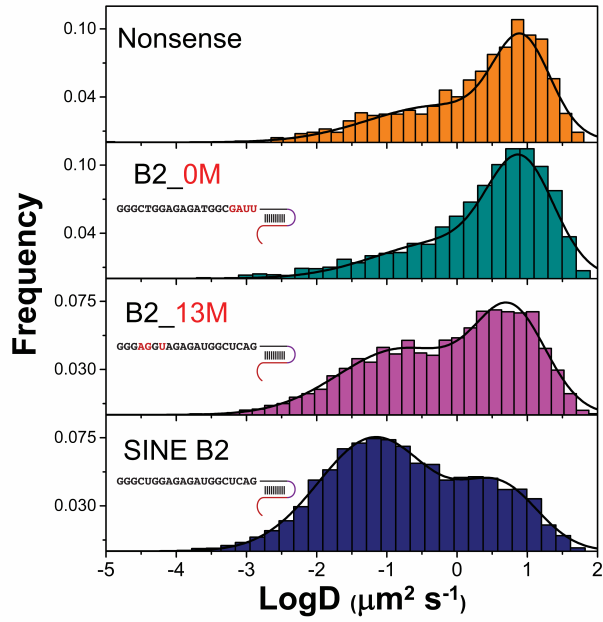 Frequency
0.10
0.04
Nonsense
0.10
0.04
B2_0M
GGGCTGGAGAGATGGCGAUU
0.075
0.030
B2_13M
GGGAGGUAGAGAUGGCUCAG
0.075
0.030
SINE B2
GGGCUGGAGAGAUGGCUCAG
-5 -4 -3 -2 -1 0 1 2
LogD (μm² s⁻¹)